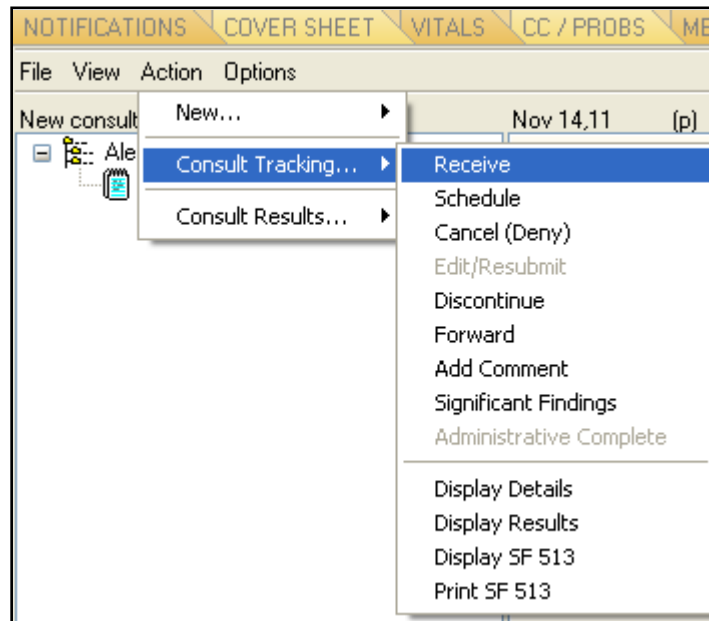 NOTIFICATIONS COVER SHEET VITALS CC / PROBS
File View Action Options
New consult Nov 14,11 (p)
New...
Consult Tracking...
Consult Results...
Receive
Schedule
Cancel (Deny)
Edit/Resubmit
Discontinue
Forward
Add Comment
Significant Findings
Administrative Complete
Display Details
Display Results
Display SF 513
Print SF 513